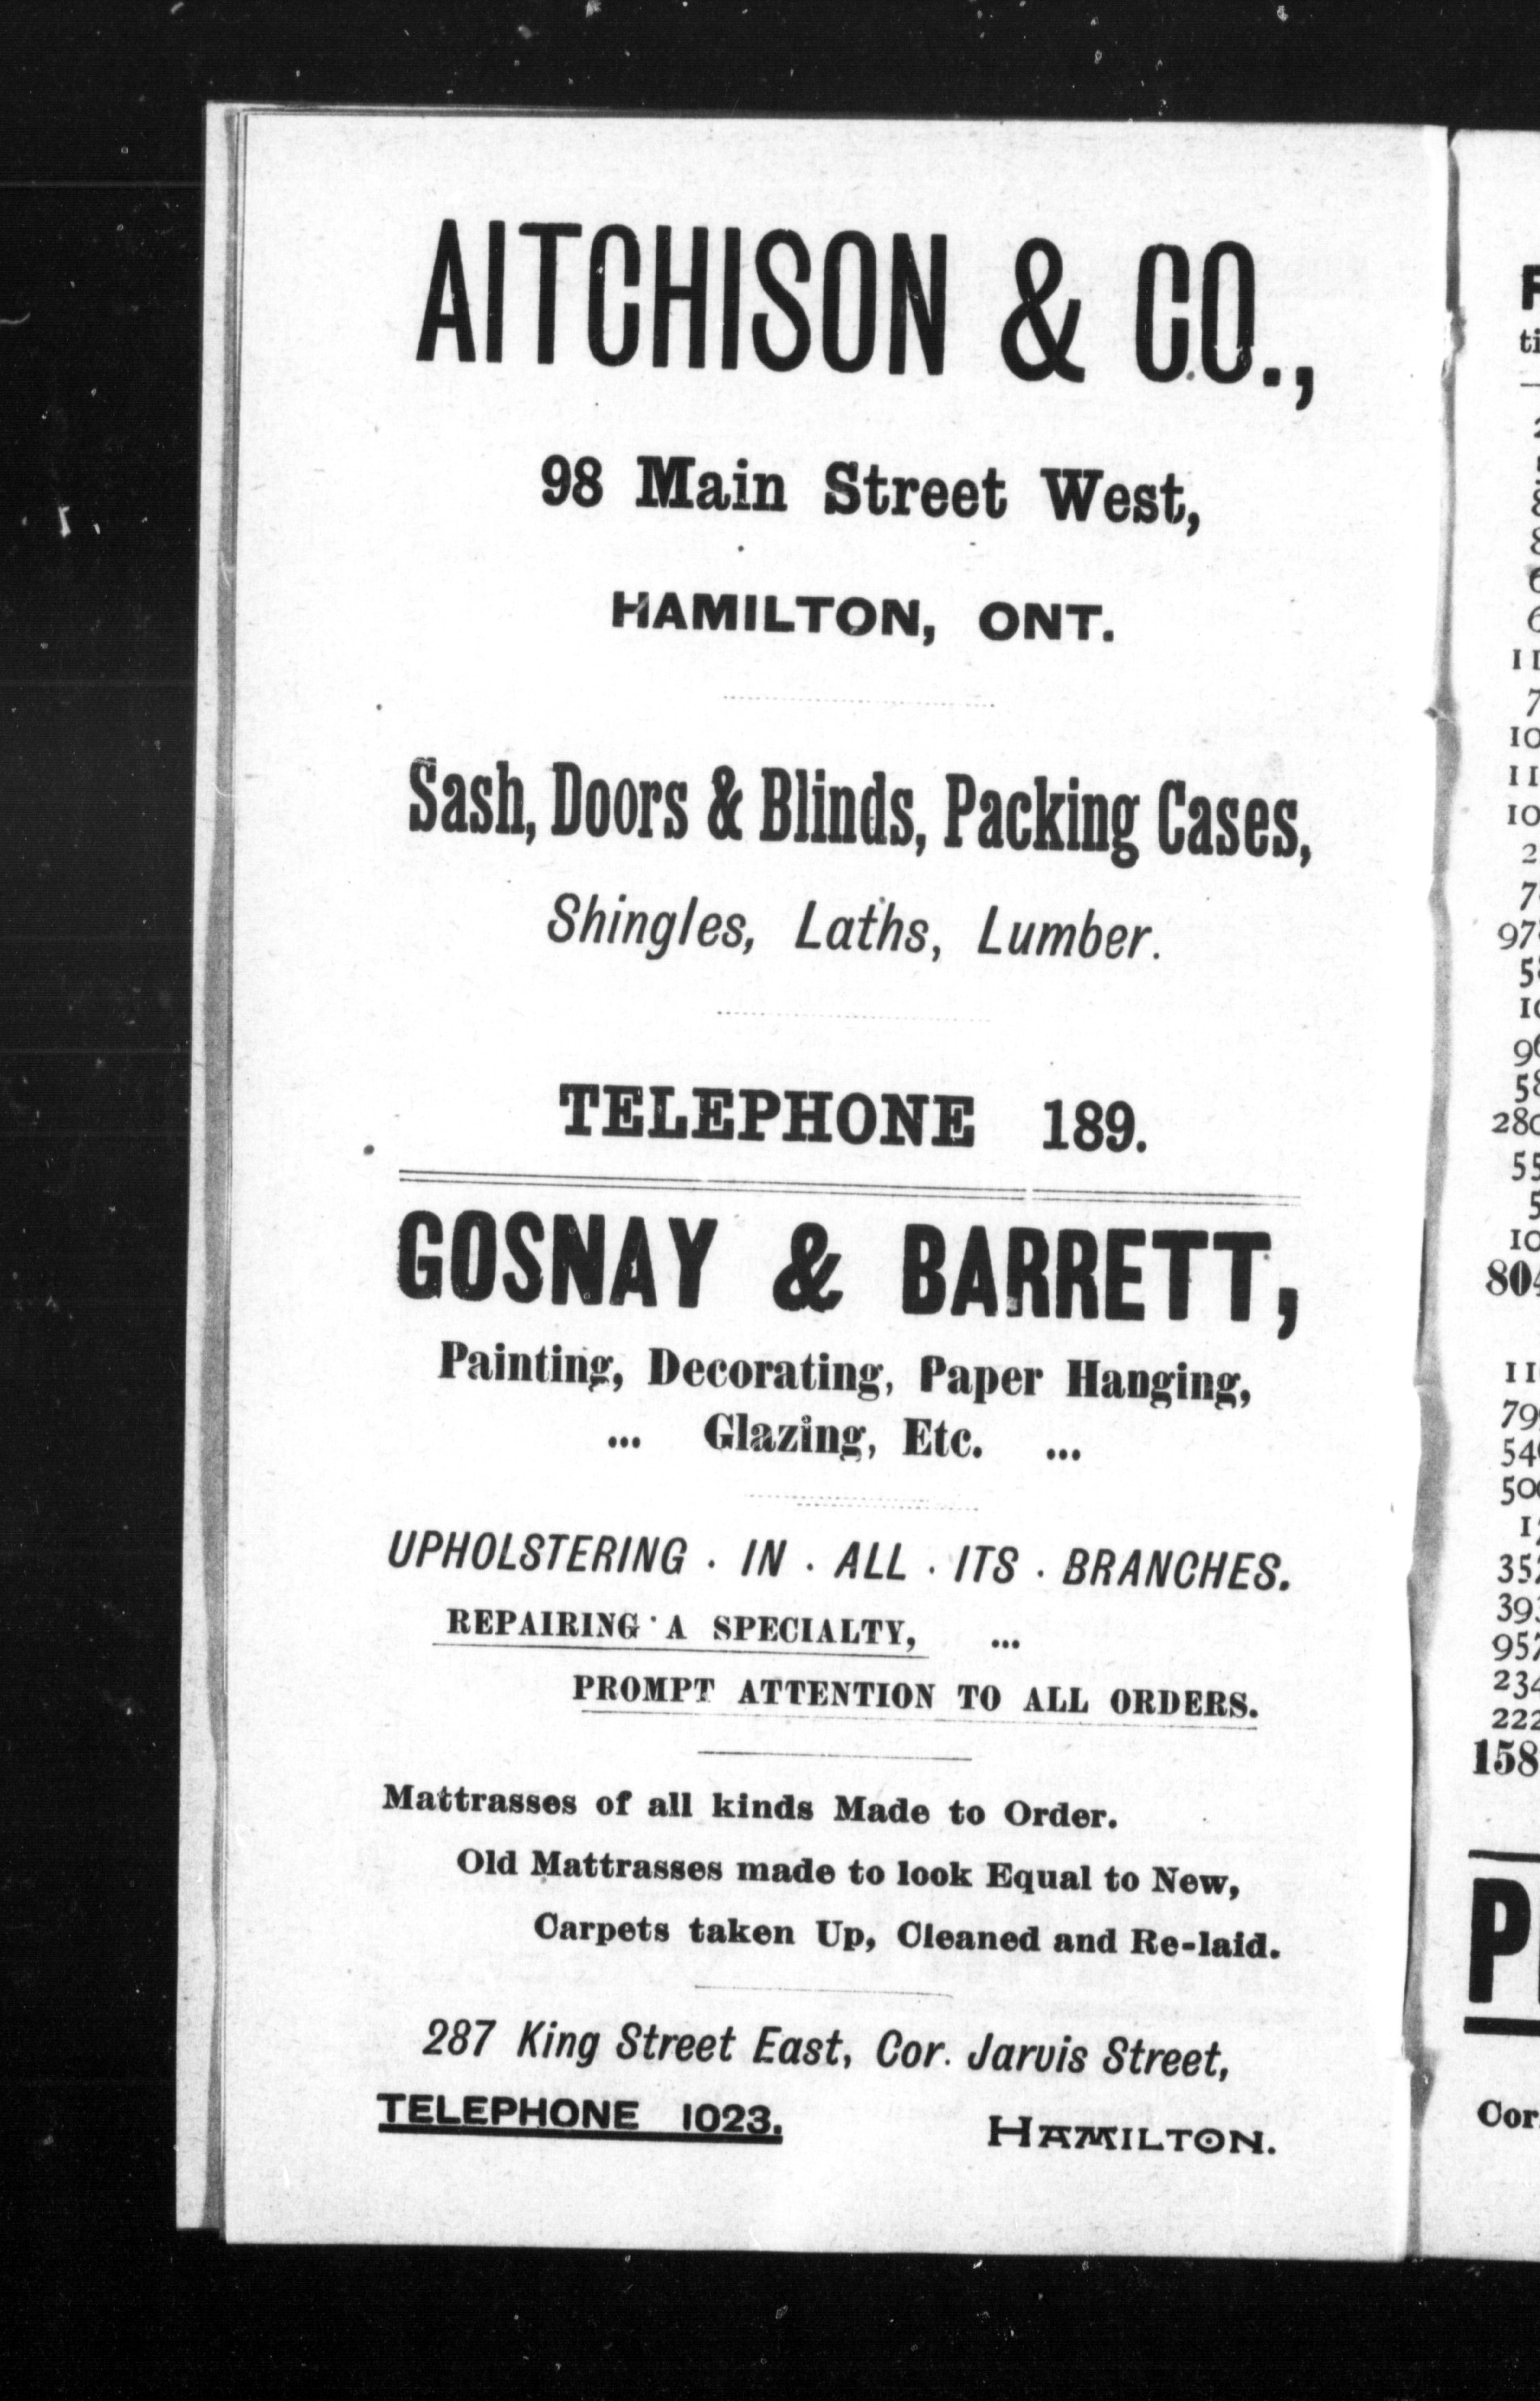 AITCHISON & CO.,
98 Main Street West,
HAMILTON, ONT.
Sash, Doors & Blinds, Packing Cases,
Shingles, Laths, Lumber.
TELEPHONE 189.
GOSNAY & BARRETT,
Painting, Decorating, Paper Hanging,
... Glazing, Etc. ...
UPHOLSTERING . IN . ALL . ITS . BRANCHES.
REPAIRING A SPECIALTY, ...
PROMPT ATTENTION TO ALL ORDERS.
Mattrasses of all kinds Made to Order.
Old Mattrasses made to look Equal to New,
Carpets taken Up, Cleaned and Re-laid.
287 King Street East, Cor. Jarvis Street,
TELEPHONE 1023. HAMILTON.